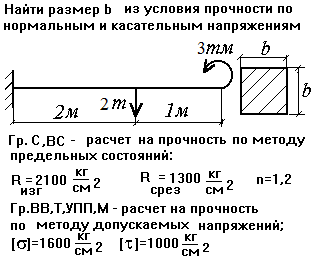 Найти размер b из условия прочности по
нормальным и касательным напряжениям
3тм
b
b
2м
2т
1м
Гр. С,ВС - расчет на прочность по методу
предельных состояний:
R изг =2100 кг/см2 R срез =1300 кг/см2 n=1,2
Гр.ВВ,Т,УПП,М - расчет на прочность
по методу допускаемых напряжений;
[σ]=1600 кг/см2 [τ]=1000 кг/см2